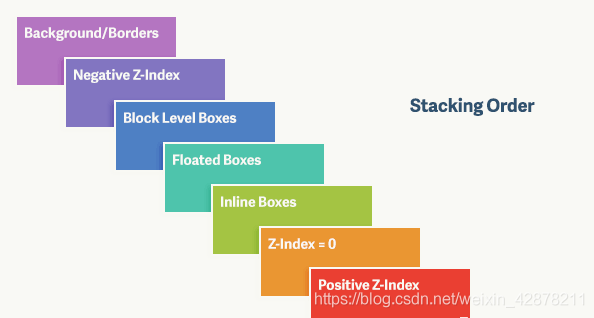 Background/Borders
Negative Z-Index
Block Level Boxes
Stacking Order
Floated Boxes
Inline Boxes
Z-Index = 0
Positive Z-Index
https://blog.csdn.net/weixin_42878211